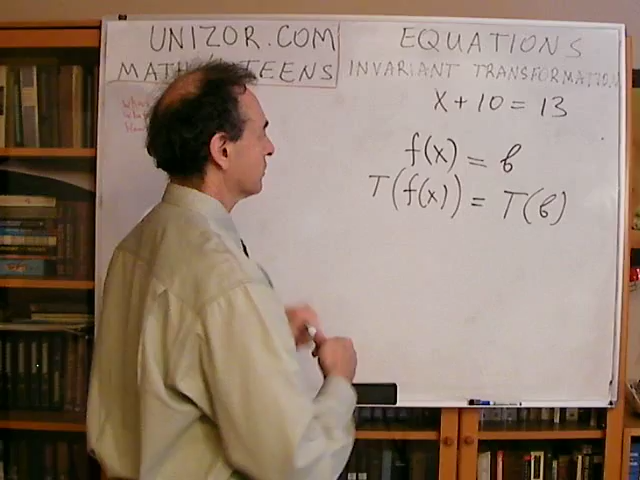 UNIZOR.COM
MATH TEENS
EQUATIONS
INVARIANT TRANSFORMATION
x + 10 = 13
f(x) = b
T(f(x)) = T(b)